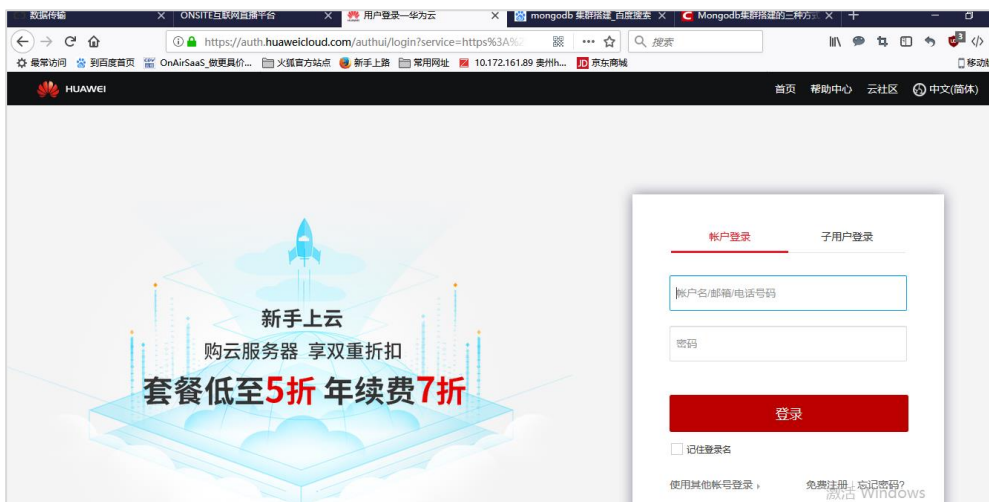 数据传输 ONSITE互联网直播平台 用户登录—华为云 mongodb 集群搭建_百度搜索 Mongodb集群搭建的三种方式
https://auth.huaweicloud.com/authui/login?service=https%3A% 搜索 3
最常访问 到百度首页 OnAirSaaS_做更具价... 火狐官方站点 新手上路 常用网址 10.172.161.89 贵州h... JD 京东商城 移动版
HUAWEI 首页 帮助中心 云社区 中文(简体)
帐户登录 子用户登录
帐户名/邮箱/电话号码
新手上云
密码
购云服务器 享双重折扣
套餐低至5折 年续费7折
登录
记住登录名
使用其他帐号登录 免费注册 忘记密码?
激活 Windows